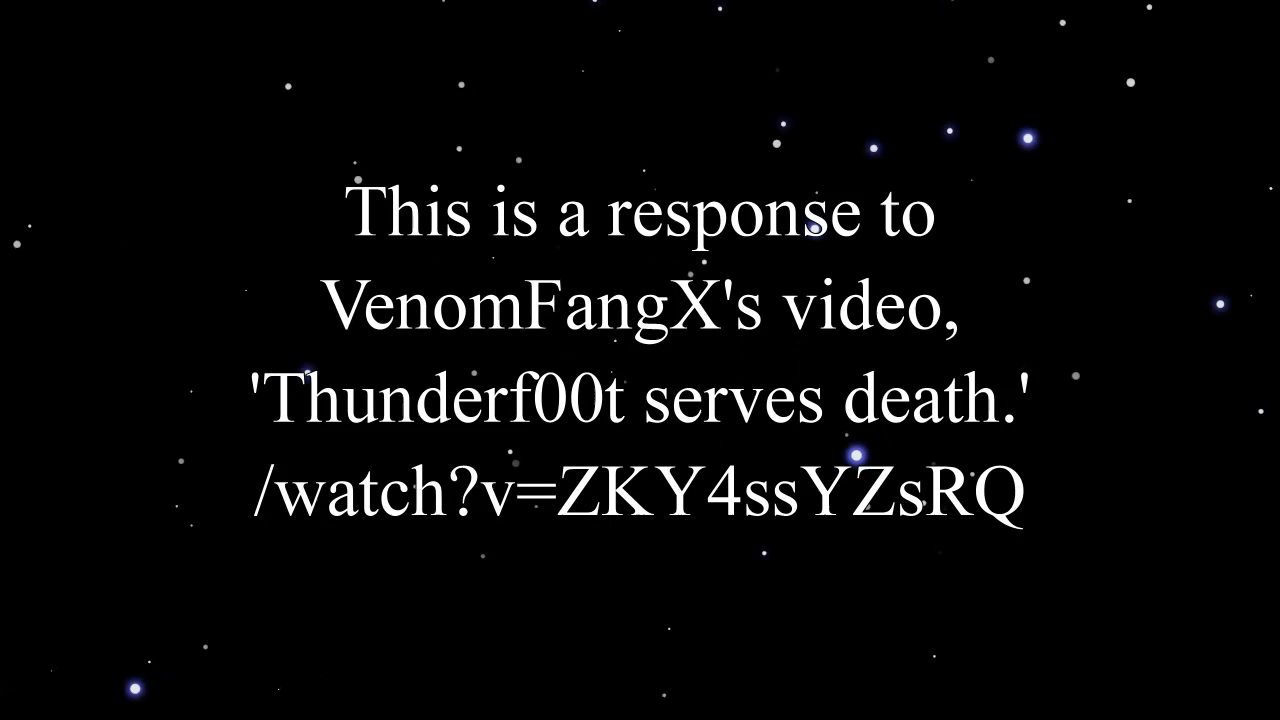 This is a response to
VenomFangX's video,
'Thunderf00t serves death.'
/watch?v=ZKY4ssYZsRQ